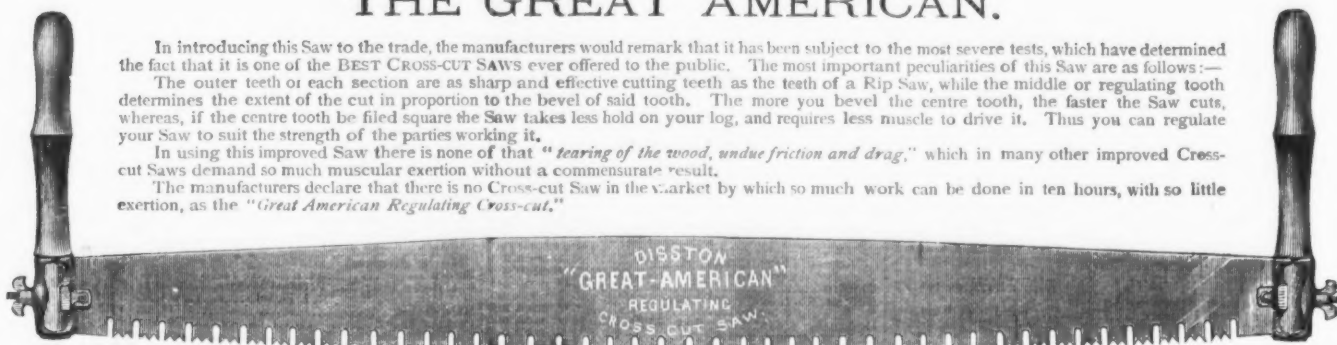 THE GREAT AMERICAN.
In introducing this Saw to the trade, the manufacturers would remark that it has been subject to the most severe tests, which have determined
the fact that it is one of the BEST CROSS-CUT SAWS ever offered to the public. The most important peculiarities of this Saw are as follows:—
The outer teeth of each section are as sharp and effective cutting teeth as the teeth of a Rip Saw, while the middle or regulating tooth
determines the extent of the cut in proportion to the bevel of said tooth. The more you bevel the centre tooth, the faster the Saw cuts,
whereas, if the centre tooth be filed square the Saw takes less hold on your log, and requires less muscle to drive it. Thus you can regulate
your Saw to suit the strength of the parties working it.
In using this improved Saw there is none of that "tearing of the wood, undue friction and drag," which in many other improved Cross-
cut Saws demand so much muscular exertion without a commensurate result.
The manufacturers declare that there is no Cross-cut Saw in the market by which so much work can be done in ten hours, with so little
exertion, as the "Great American Regulating Cross-cut."
DISSTON
"GREAT-AMERICAN"
REGULATING
CROSS CUT SAW.